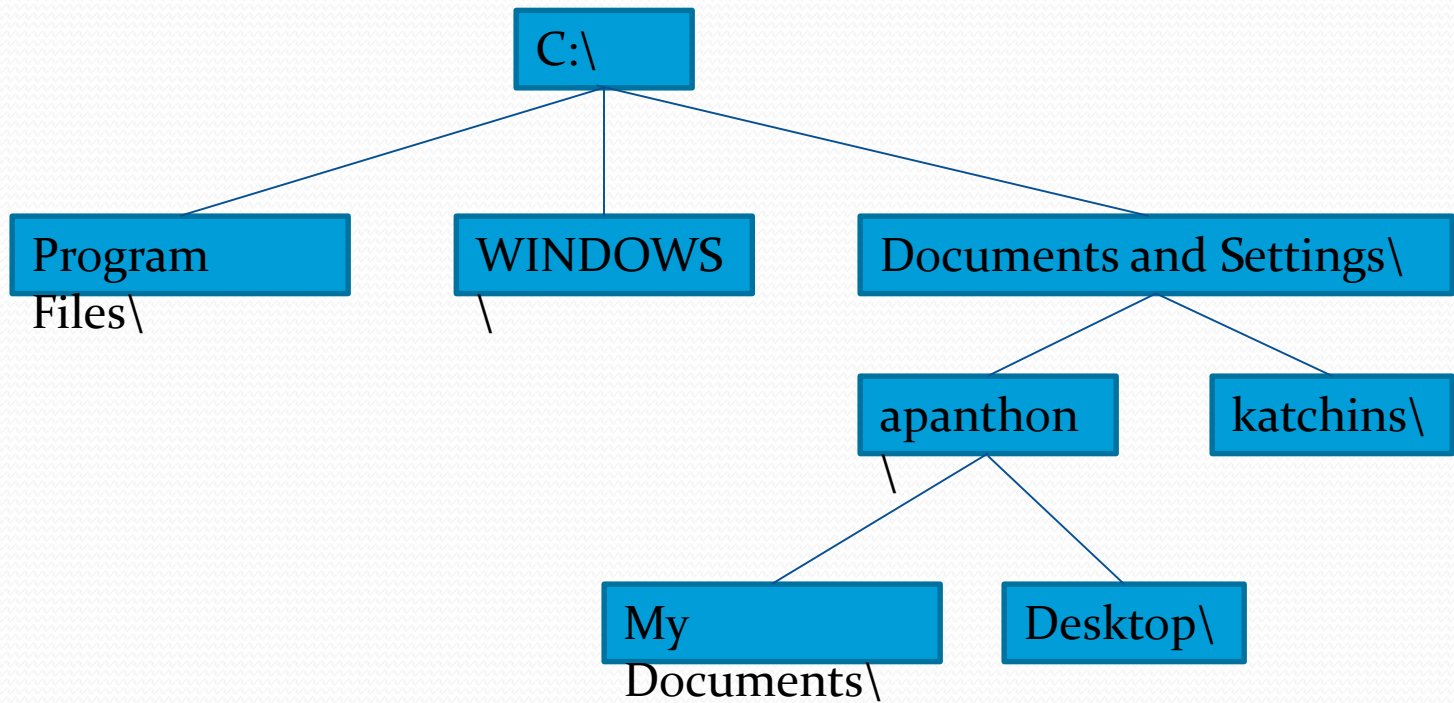 C:\
Program
Files\
WINDOWS
\
Documents and Settings\
apanthon
\
katchins\
My
Documents\
Desktop\